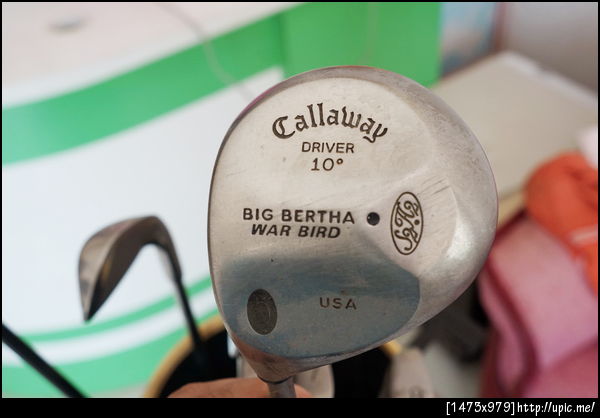 Callaway
DRIVER
10°
BIG BERTHA
WAR BIRD
USA
[1473x979]http://upic.me/